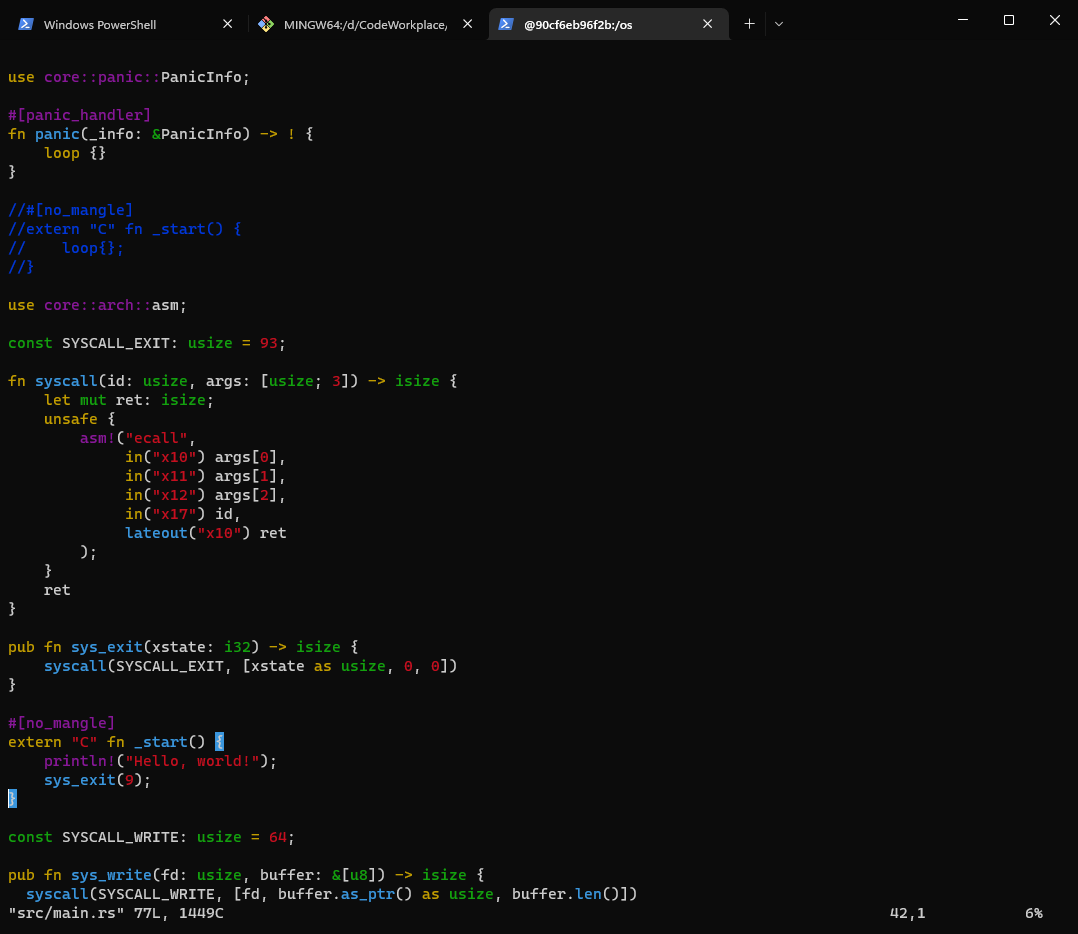 Windows PowerShell
MINGW64:/d/CodeWorkplace/
@90cf6eb96f2b:/os
use core::panic::PanicInfo;
#[panic_handler]
fn panic(_info: &PanicInfo) -> ! {
    loop {}
}
//#[no_mangle]
//extern "C" fn _start() {
//    loop{};
//}
use core::arch::asm;
const SYSCALL_EXIT: usize = 93;
fn syscall(id: usize, args: [usize; 3]) -> isize {
    let mut ret: isize;
    unsafe {
        asm!("ecall",
             in("x10") args[0],
             in("x11") args[1],
             in("x12") args[2],
             in("x17") id,
             lateout("x10") ret
        );
    }
    ret
}
pub fn sys_exit(xstate: i32) -> isize {
    syscall(SYSCALL_EXIT, [xstate as usize, 0, 0])
}
#[no_mangle]
extern "C" fn _start() {
    println!("Hello, world!");
    sys_exit(9);
}
const SYSCALL_WRITE: usize = 64;
pub fn sys_write(fd: usize, buffer: &[u8]) -> isize {
  syscall(SYSCALL_WRITE, [fd, buffer.as_ptr() as usize, buffer.len()])
"src/main.rs" 77L, 1449C 42,1 6%